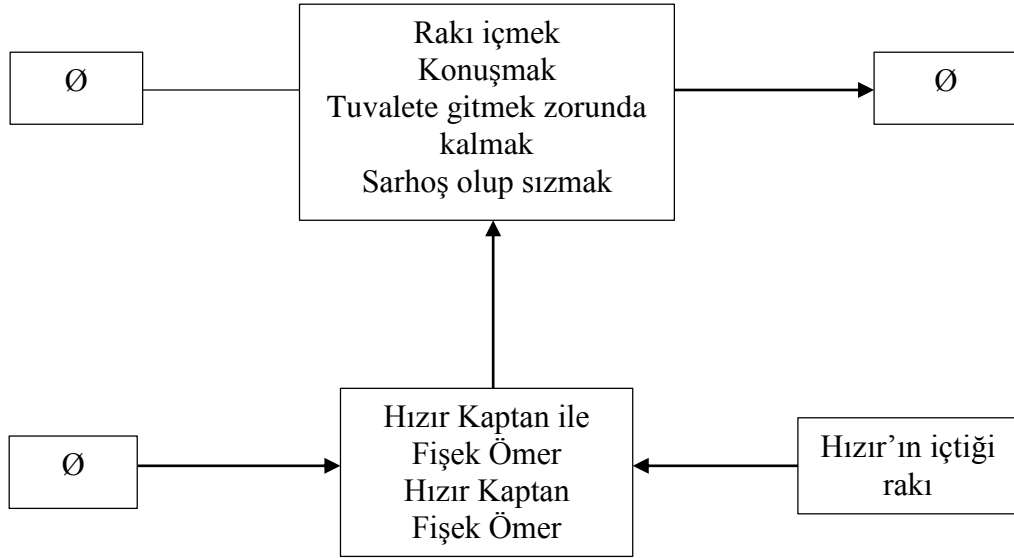 Ø
Rakı içmek
Konuşmak
Tuvalete gitmek zorunda
kalmak
Sarhoş olup sızmak
Ø
Ø
Hızır Kaptan ile
Fişek Ömer
Hızır Kaptan
Fişek Ömer
Hızır’ın içtiği
rakı